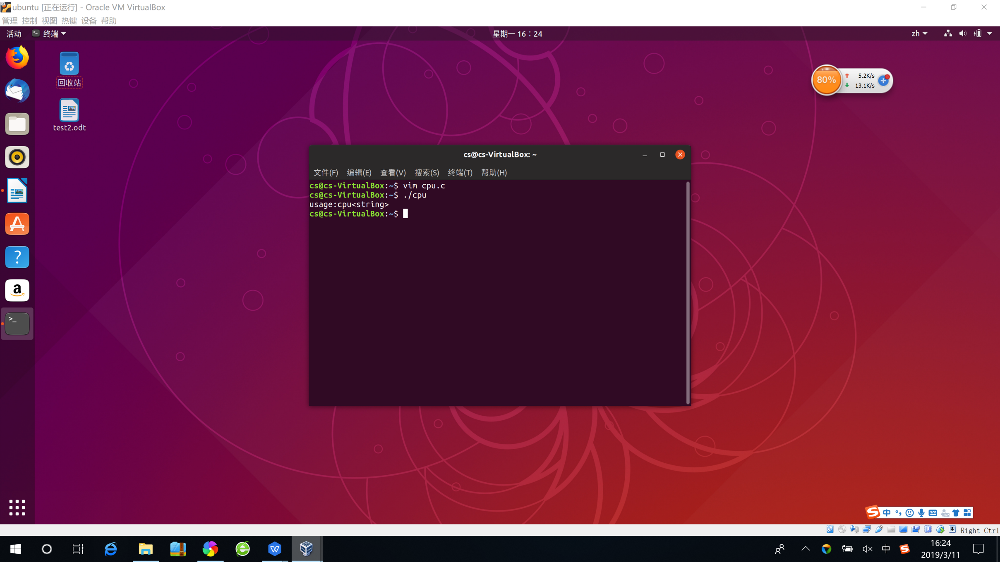 ubuntu [正在运行] - Oracle VM VirtualBox
管理 控制 视图 热键 设备 帮助
活动 终端 星期一 16：24 zh
回收站
test2.odt
80% 5.2K/s
13.1K/s
cs@cs-VirtualBox: ~
文件(F) 编辑(E) 查看(V) 搜索(S) 终端(T) 帮助(H)
cs@cs-VirtualBox:~$ vim cpu.c
cs@cs-VirtualBox:~$ ./cpu
usage:cpu<string>
cs@cs-VirtualBox:~$
中
Right Ctrl
中
16:24
2019/3/11